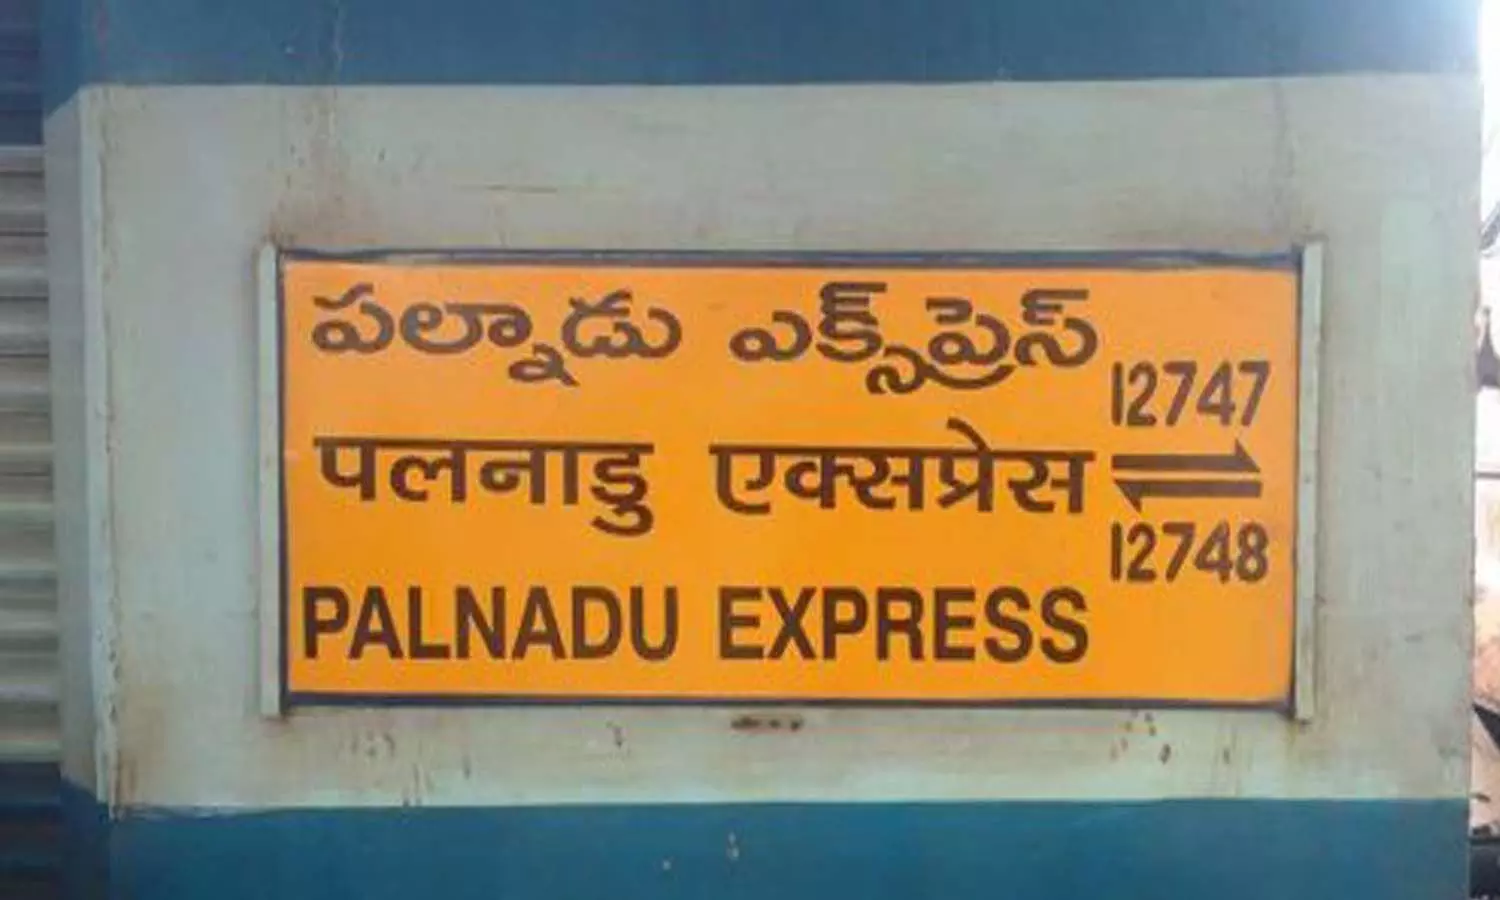 పల్నాడు ఎక్స్‌ప్రెస్
पलनाडु एक्सप्रेस
PALNADU EXPRESS
12747
12748